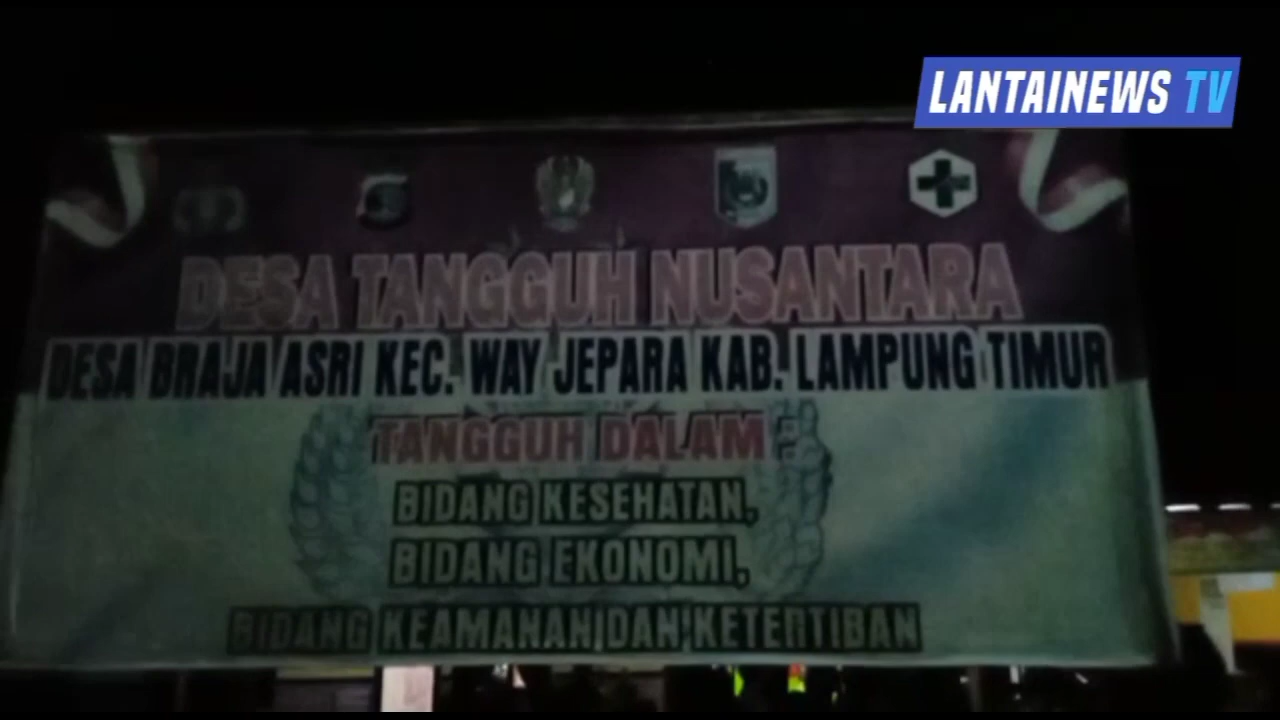 LANTAINEWS TV
DESA TANGGUH NUSANTARA
DESA BRAJA ASRI KEC. WAY JEPARA KAB. LAMPUNG TIMUR
TANGGUH DALAM :
BIDANG KESEHATAN,
BIDANG EKONOMI,
BIDANG KEAMANAN DAN KETERTIBAN